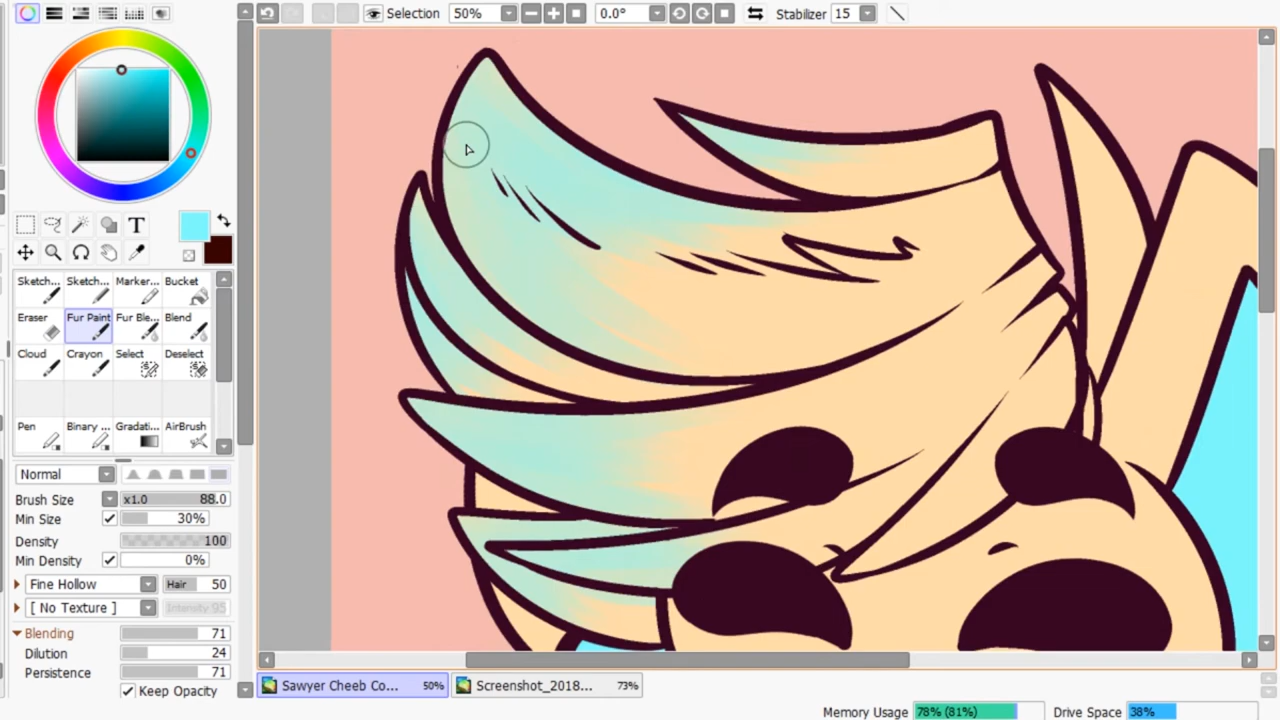 Selection 50% 0.0° Stabilizer 15
T
Sketch... Sketch... Marker... Bucket
Eraser Fur Paint Fur Ble... Blend
Cloud Crayon Select Deselect
Pen Binary ... Gradati... AirBrush
Normal
Brush Size x1.0 88.0
Min Size 30%
Density 100
Min Density 0%
Fine Hollow Hair 50
[ No Texture ] Intensity 95
Blending 71
Dilution 24
Persistence 71
Keep Opacity
Sawyer Cheeb Co... 50% Screenshot_2018... 73%
Memory Usage 78% (81%) Drive Space 38%